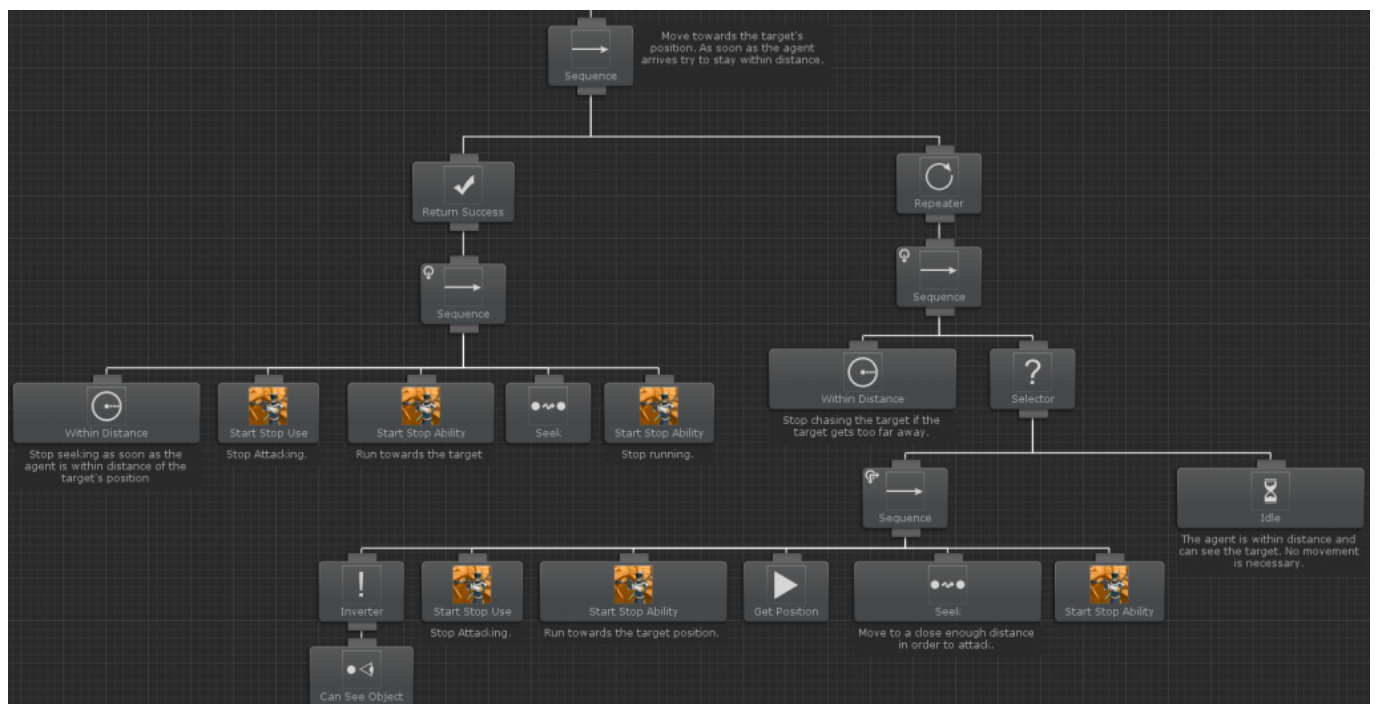 Move towards the target's
position. As soon as the agent
arrives try to stay within distance.
Sequence
Return Success
Repeater
Sequence
Sequence
Within Distance
Start Stop Use
Start Stop Ability
Seek
Start Stop Ability
Stop seeking as soon as the
agent is within distance of the
target's position
Stop Attacking.
Run towards the target
Stop running.
Within Distance
Selector
Stop chasing the target if the
target gets too far away.
Sequence
Idle
The agent is within distance and
can see the target. No movement
is necessary.
Inverter
Start Stop Use
Start Stop Ability
Get Position
Seek
Start Stop Ability
Stop Attacking.
Run towards the target position.
Move to a close enough distance
in order to attack.
Can See Object